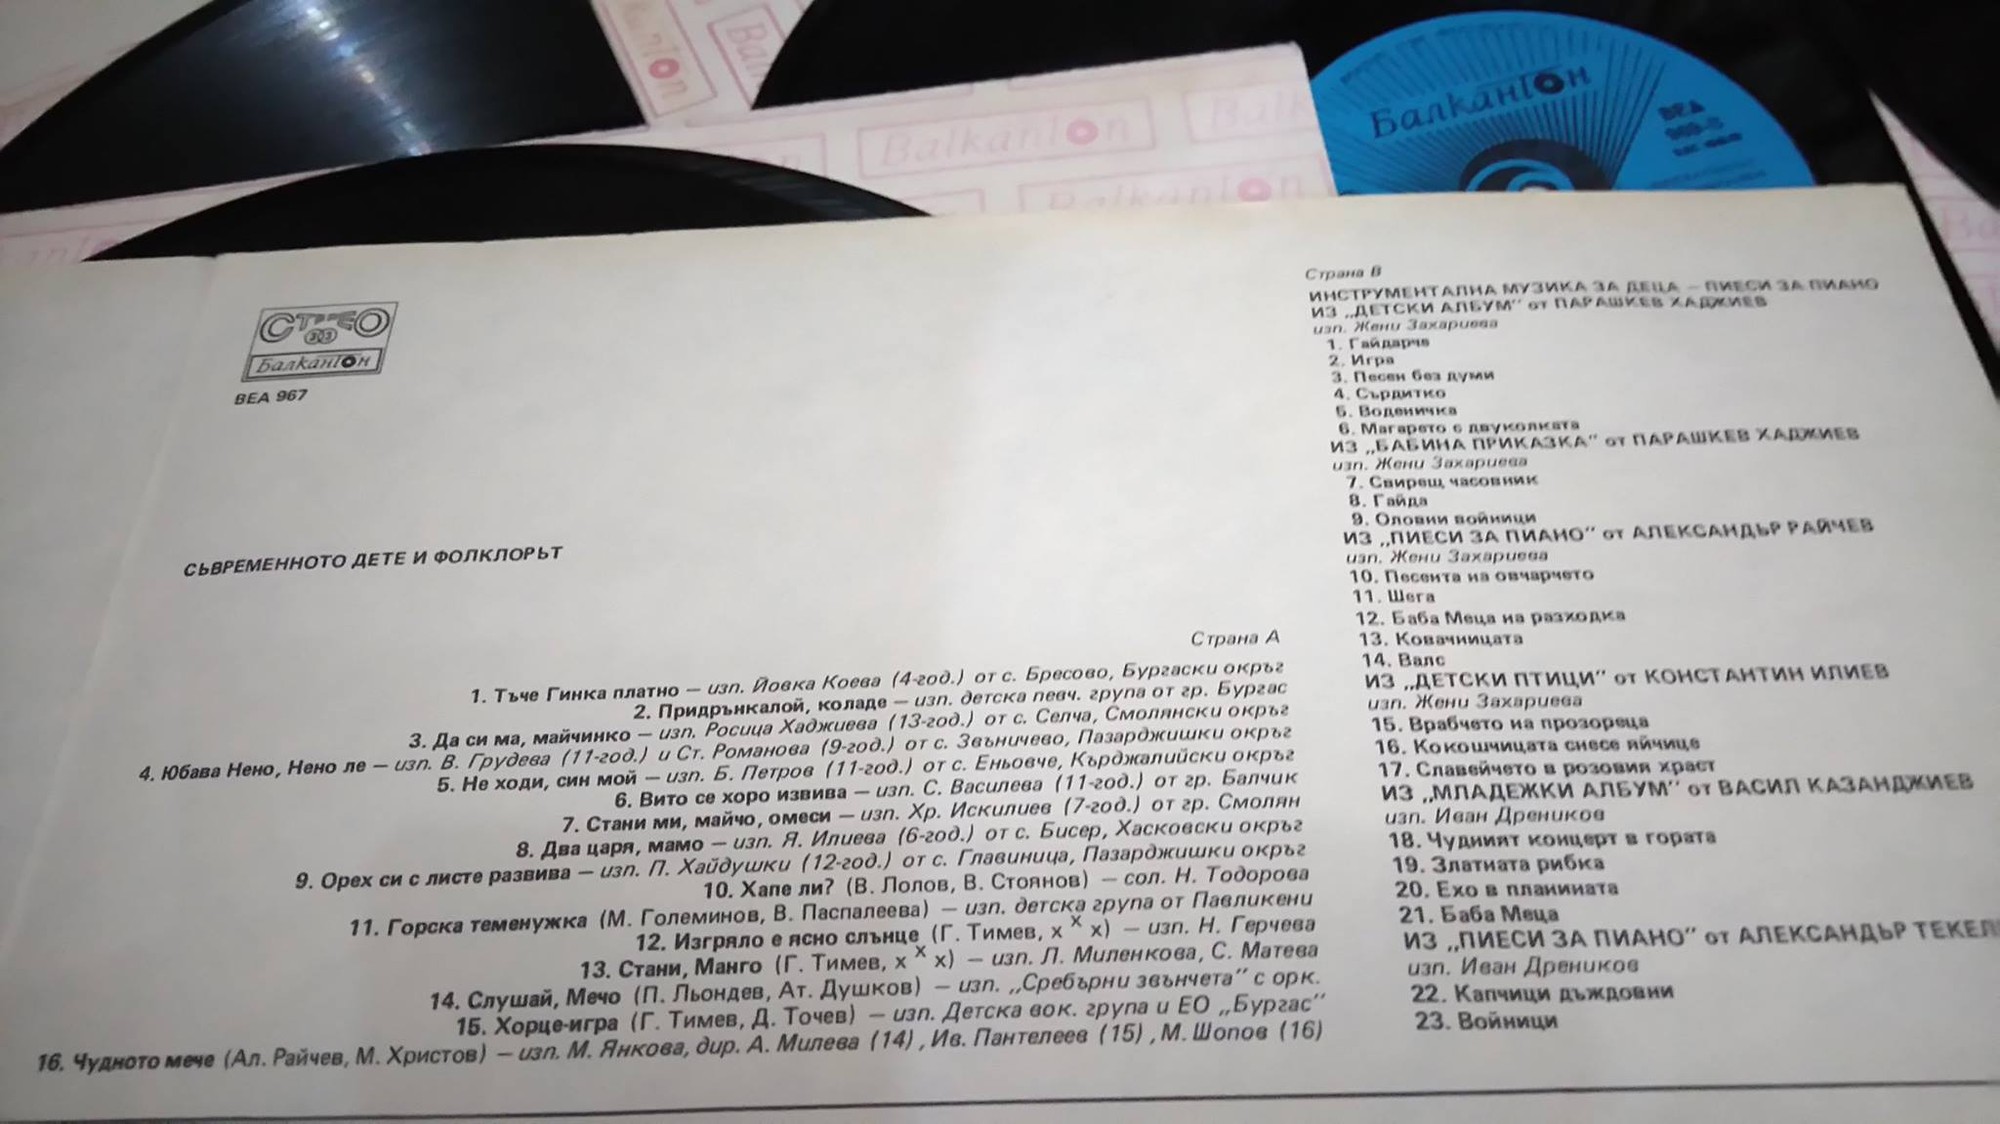 Balkanton
Balkanton
Balkanton
Балкантон
ВЕА
СТЕРЕО
33
Балкантон
ВЕА 967
СЪВРЕМЕННОТО ДЕТЕ И ФОЛКЛОРЪТ
Страна А
1. Тъче Гинка платно – изп. Йовка Коева (4-год.) от с. Бресово, Бургаски окръг
2. Придрънкалой, коладе – изп. детска певч. група от гр. Бургас
3. Да си ма, майчинко – изп. Росица Хаджиева (13-год.) от с. Селча, Смолянски окръг
4. Юбава Нено, Нено ле – изп. В. Грудева (11-год.) и Ст. Романова (9-год.) от с. Звъничево, Пазарджишки окръг
5. Не ходи, син мой – изп. Б. Петров (11-год.) от с. Еньовче, Кърджалийски окръг
6. Вито се хоро извива – изп. С. Василева (11-год.) от гр. Балчик
7. Стани ми, майчо, омеси – изп. Хр. Искилиев (7-год.) от гр. Смолян
8. Два царя, мамо – изп. Я. Илиева (6-год.) от с. Бисер, Хасковски окръг
9. Орех си с листе развива – изп. П. Хайдушки (12-год.) от с. Главиница, Пазарджишки окръг
10. Хапе ли? (В. Лолов, В. Стоянов) – сол. Н. Тодорова
11. Горска теменужка (М. Големинов, В. Паспалеева) – изп. детска група от Павликени
12. Изгряло е ясно слънце (Г. Тимев, х х х) – изп. Н. Герчева
13. Стани, Манго (Г. Тимев, х х х) – изп. Л. Миленкова, С. Матева
14. Слушай, Мечо (П. Льондев, Ат. Душков) – изп. „Сребърни звънчета” с орк.
15. Хорце-игра (Г. Тимев, Д. Точев) – изп. Детска вок. група и ЕО „Бургас”
16. Чудното мече (Ал. Райчев, М. Христов) – изп. М. Янкова, дир. А. Милева (14), Ив. Пантелеев (15), М. Шопов (16)
Страна В
ИНСТРУМЕНТАЛНА МУЗИКА ЗА ДЕЦА – ПИЕСИ ЗА ПИАНО
ИЗ „ДЕТСКИ АЛБУМ” от ПАРАШКЕВ ХАДЖИЕВ
изп. Жени Захариева
1. Гайдарче
2. Игра
3. Песен без думи
4. Сърдитко
5. Воденичка
6. Магарето с двуколката
ИЗ „БАБИНА ПРИКАЗКА” от ПАРАШКЕВ ХАДЖИЕВ
изп. Жени Захариева
7. Свирещ часовник
8. Гайда
9. Оловни войници
ИЗ „ПИЕСИ ЗА ПИАНО” от АЛЕКСАНДЪР РАЙЧЕВ
изп. Жени Захариева
10. Песента на овчарчето
11. Шега
12. Баба Меца на разходка
13. Ковачницата
14. Валс
ИЗ „ДЕТСКИ ПТИЦИ” от КОНСТАНТИН ИЛИЕВ
изп. Жени Захариева
15. Врабчето на прозореца
16. Кокошчицата снесе яйчице
17. Славейчето в розовия храст
ИЗ „МЛАДЕЖКИ АЛБУМ” от ВАСИЛ КАЗАНДЖИЕВ
изп. Иван Дреников
18. Чудният концерт в гората
19. Златната рибка
20. Ехо в планината
21. Баба Меца
ИЗ „ПИЕСИ ЗА ПИАНО” от АЛЕКСАНДЪР ТЕКЕЛ
изп. Иван Дреников
22. Капчици дъждовни
23. Войници